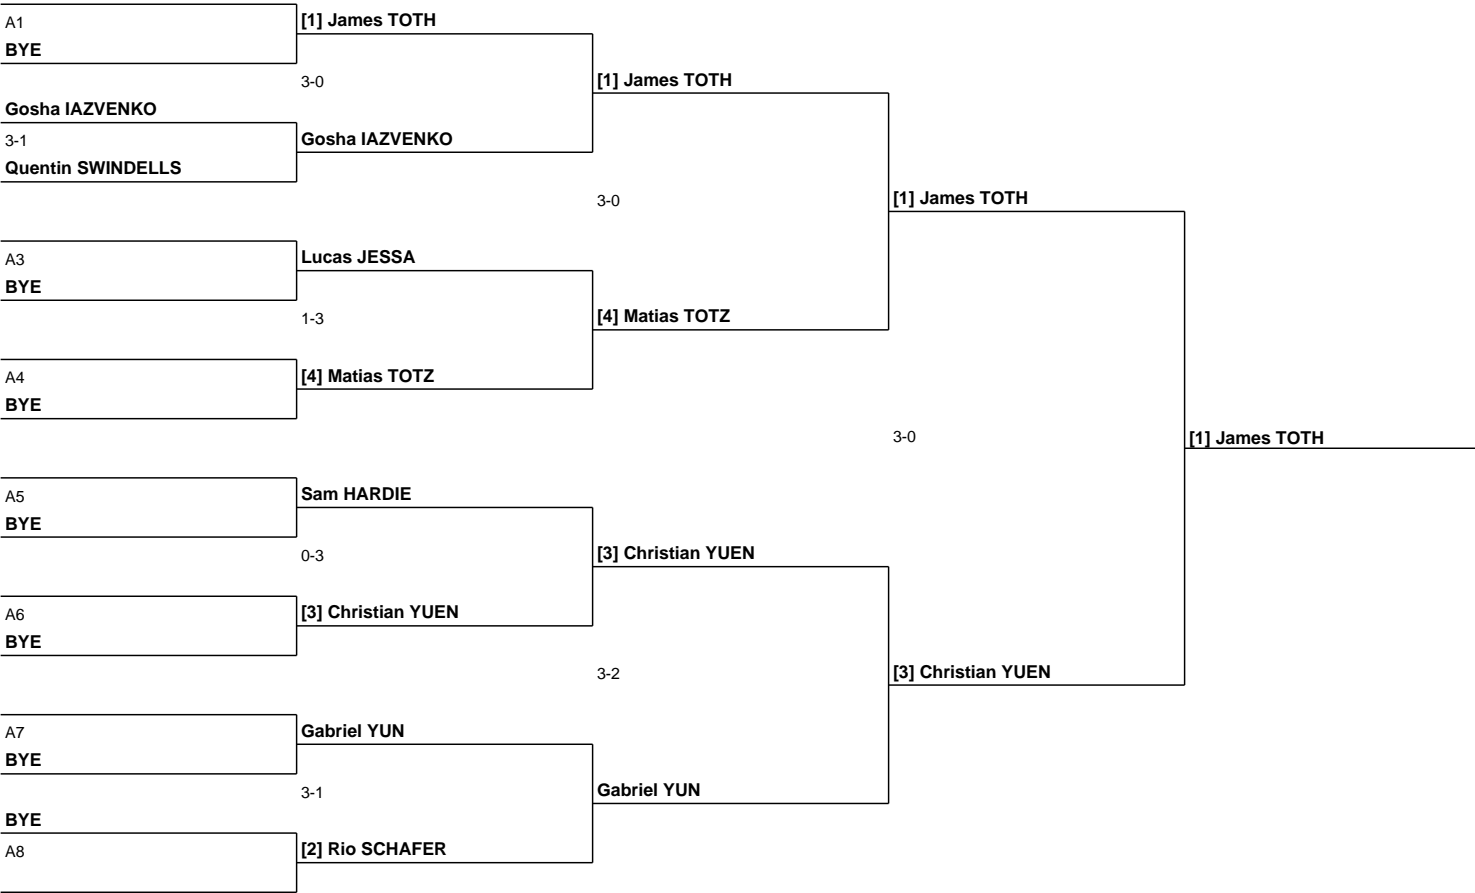 A1
BYE
[1] James TOTH
3-0
Gosha IAZVENKO
3-1
Quentin SWINDELLS
Gosha IAZVENKO
[1] James TOTH
3-0
A3
BYE
Lucas JESSA
1-3
A4
BYE
[4] Matias TOTZ
[4] Matias TOTZ
[1] James TOTH
3-0
A5
BYE
Sam HARDIE
0-3
A6
BYE
[3] Christian YUEN
[3] Christian YUEN
3-2
A7
BYE
Gabriel YUN
3-1
BYE
A8
[2] Rio SCHAFER
Gabriel YUN
[3] Christian YUEN
[1] James TOTH